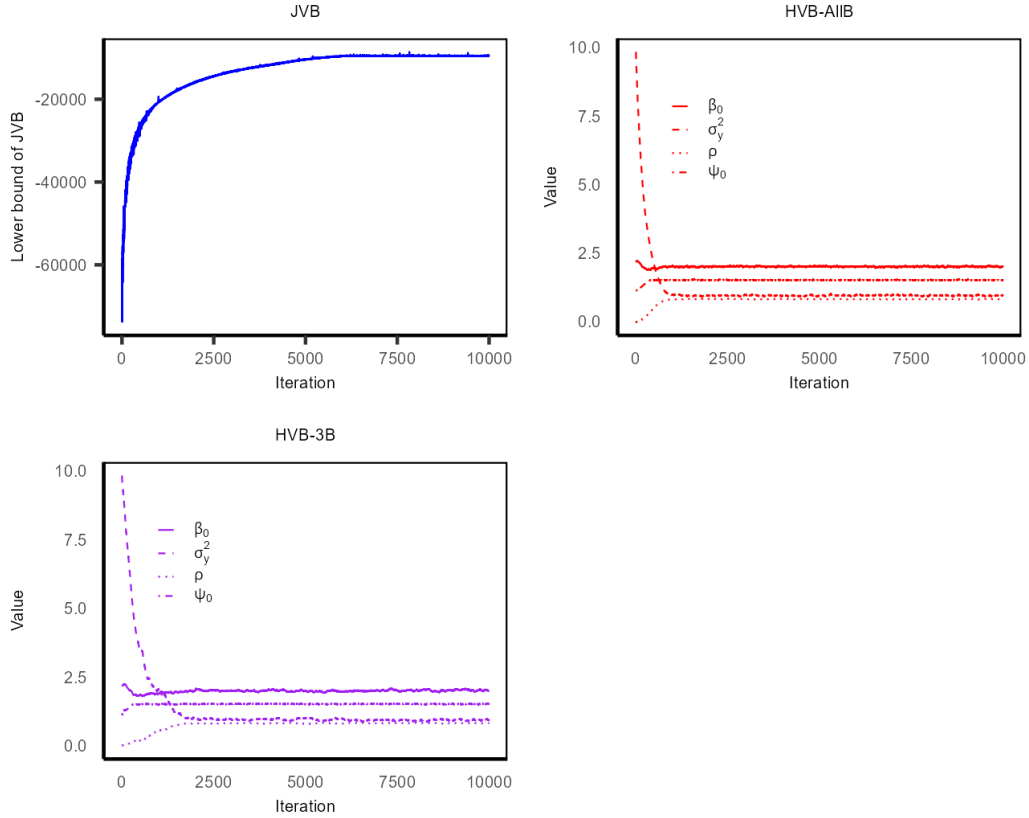 JVB
Lower bound of JVB
-20000
-40000
-60000
0 2500 5000 7500 10000
Iteration
HVB-AllB
Value
10.0
7.5
5.0
2.5
0.0
β₀
σ²y
ρ
ψ₀
0 2500 5000 7500 10000
Iteration
HVB-3B
Value
10.0
7.5
5.0
2.5
0.0
β₀
σ²y
ρ
ψ₀
0 2500 5000 7500 10000
Iteration